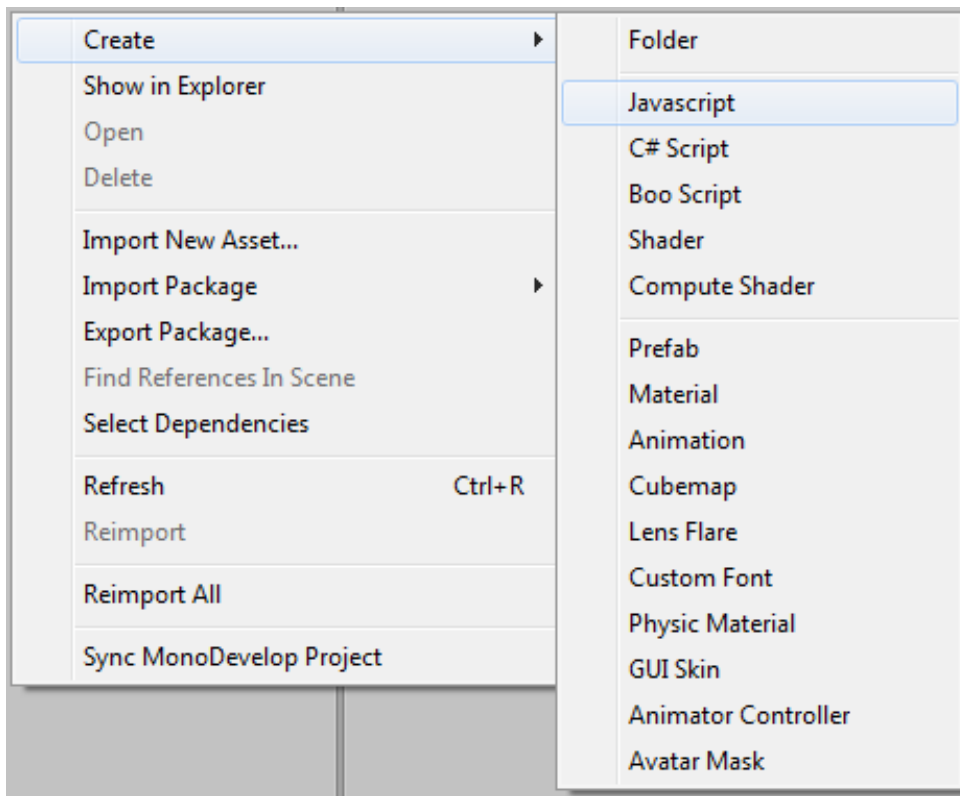 Create
Show in Explorer
Open
Delete
Import New Asset...
Import Package
Export Package...
Find References In Scene
Select Dependencies
Refresh Ctrl+R
Reimport
Reimport All
Sync MonoDevelop Project
Folder
Javascript
C# Script
Boo Script
Shader
Compute Shader
Prefab
Material
Animation
Cubemap
Lens Flare
Custom Font
Physic Material
GUI Skin
Animator Controller
Avatar Mask